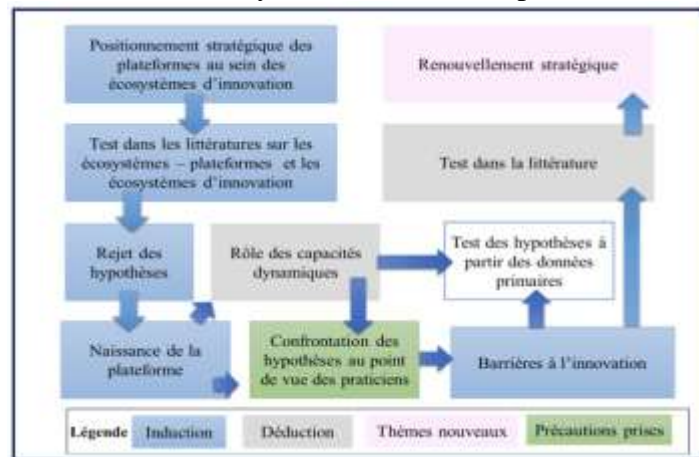 Positionnement stratégique des
plateformes au sein des
écosystèmes d'innovation
Renouvellement stratégique
Test dans les littératures sur les
écosystèmes – plateformes et les
écosystèmes d'innovation
Test dans la littérature
Rejet des
hypothèses
Rôle des capacités
dynamiques
Test des hypothèses à
partir des données
primaires
Naissance de la
plateforme
Confrontation des
hypothèses au point
de vue des praticiens
Barrières à l'innovation
Légende
Induction
Déduction
Thèmes nouveaux
Précautions prises